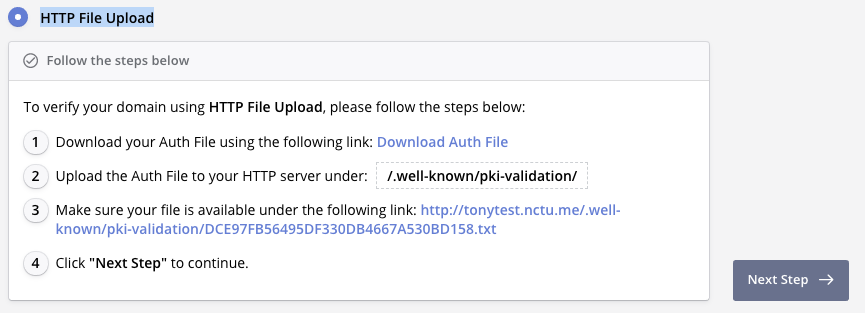 HTTP File Upload
Follow the steps below
To verify your domain using HTTP File Upload, please follow the steps below:
1 Download your Auth File using the following link: Download Auth File
2 Upload the Auth File to your HTTP server under: /.well-known/pki-validation/
3 Make sure your file is available under the following link: http://tonytest.nctu.me/.well-
known/pki-validation/DCE97FB56495DF330DB4667A530BD158.txt
4 Click "Next Step" to continue.
Next Step →